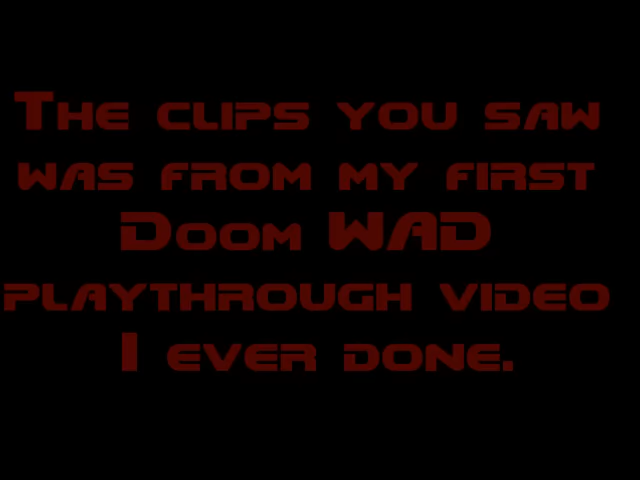 The clips you saw
was from my first
Doom WAD
playthrough video
I ever done.